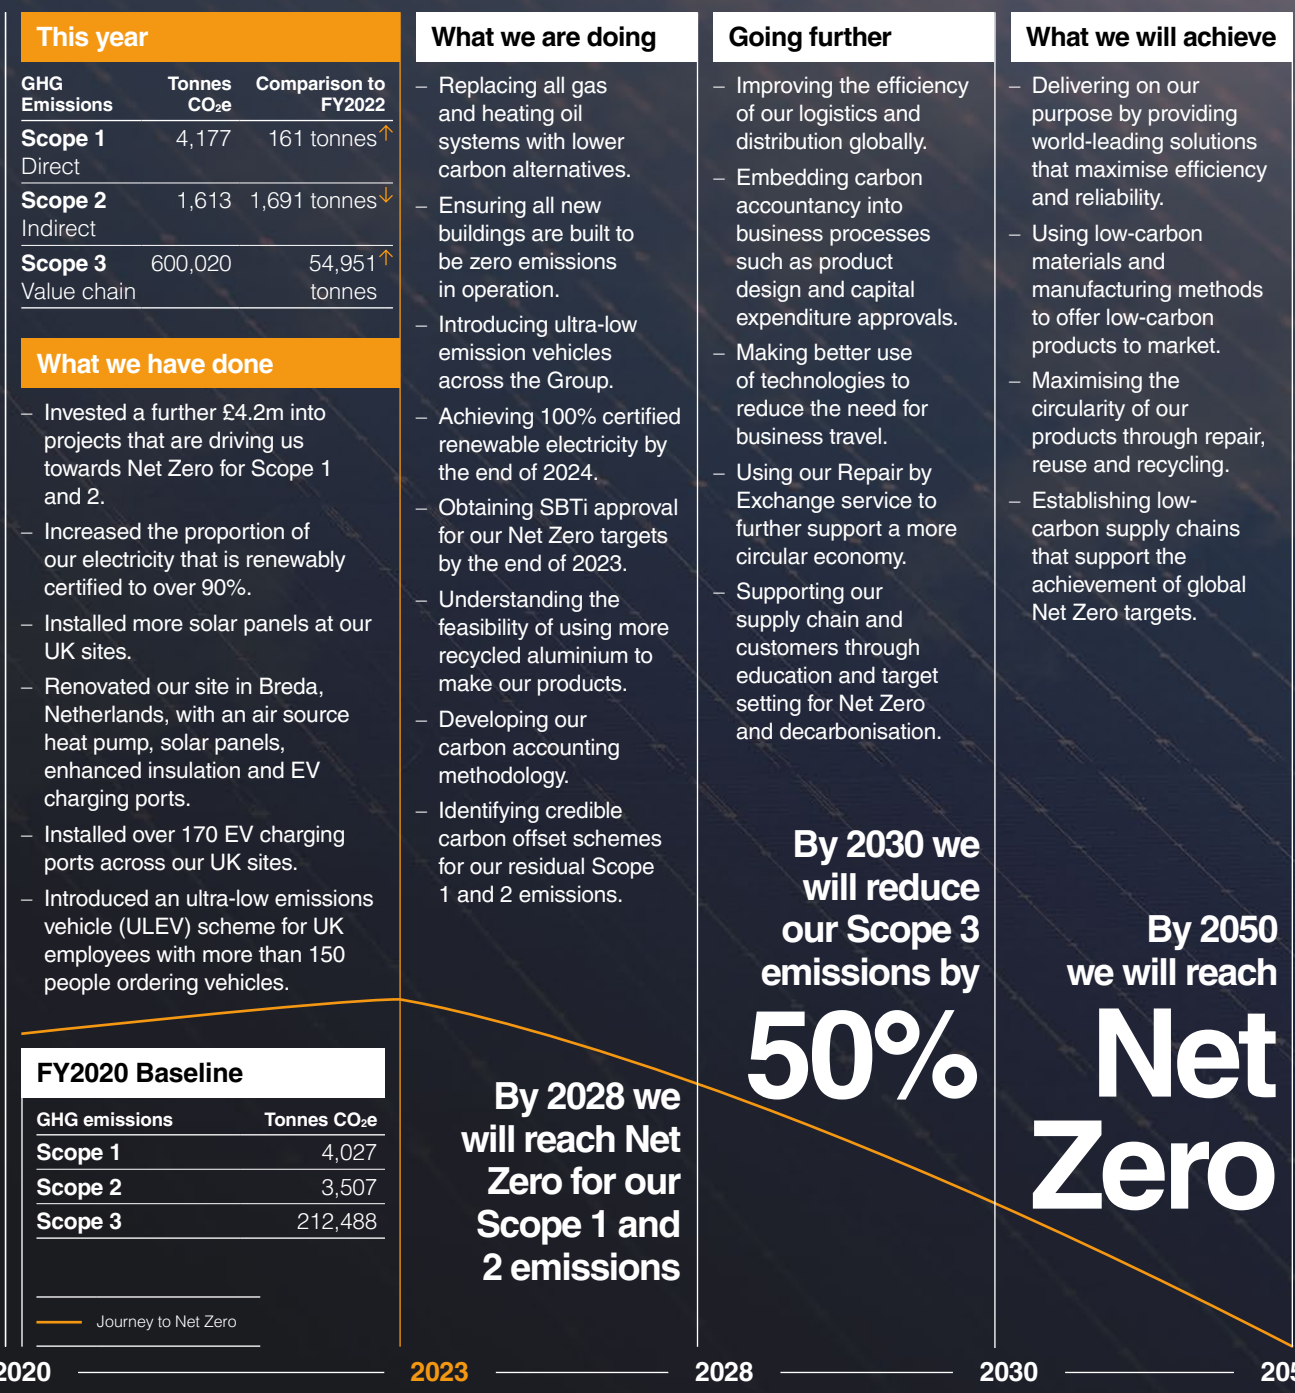 This year
GHG Emissions Tonnes CO₂e Comparison to FY2022
Scope 1 Direct 4,177 161 tonnes↑
Scope 2 Indirect 1,613 1,691 tonnes↓
Scope 3 Value chain 600,020 54,951↑ tonnes
What we have done
– Invested a further £4.2m into
projects that are driving us
towards Net Zero for Scope 1
and 2.
– Increased the proportion of
our electricity that is renewably
certified to over 90%.
– Installed more solar panels at our
UK sites.
– Renovated our site in Breda,
Netherlands, with an air source
heat pump, solar panels,
enhanced insulation and EV
charging ports.
– Installed over 170 EV charging
ports across our UK sites.
– Introduced an ultra-low emissions
vehicle (ULEV) scheme for UK
employees with more than 150
people ordering vehicles.
FY2020 Baseline
GHG emissions Tonnes CO₂e
Scope 1 4,027
Scope 2 3,507
Scope 3 212,488
Journey to Net Zero
What we are doing
– Replacing all gas
and heating oil
systems with lower
carbon alternatives.
– Ensuring all new
buildings are built to
be zero emissions
in operation.
– Introducing ultra-low
emission vehicles
across the Group.
– Achieving 100% certified
renewable electricity by
the end of 2024.
– Obtaining SBTi approval
for our Net Zero targets
by the end of 2023.
– Understanding the
feasibility of using more
recycled aluminium to
make our products.
– Developing our
carbon accounting
methodology.
– Identifying credible
carbon offset schemes
for our residual Scope
1 and 2 emissions.
By 2028 we
will reach Net
Zero for our
Scope 1 and
2 emissions
Going further
– Improving the efficiency
of our logistics and
distribution globally.
– Embedding carbon
accountancy into
business processes
such as product
design and capital
expenditure approvals.
– Making better use
of technologies to
reduce the need for
business travel.
– Using our Repair by
Exchange service to
further support a more
circular economy.
– Supporting our
supply chain and
customers through
education and target
setting for Net Zero
and decarbonisation.
By 2030 we
will reduce
our Scope 3
emissions by
50%
What we will achieve
– Delivering on our
purpose by providing
world-leading solutions
that maximise efficiency
and reliability.
– Using low-carbon
materials and
manufacturing methods
to offer low-carbon
products to market.
– Maximising the
circularity of our
products through repair,
reuse and recycling.
– Establishing low-
carbon supply chains
that support the
achievement of global
Net Zero targets.
By 2050
we will reach
Net
Zero
2020 2023 2028 2030 205